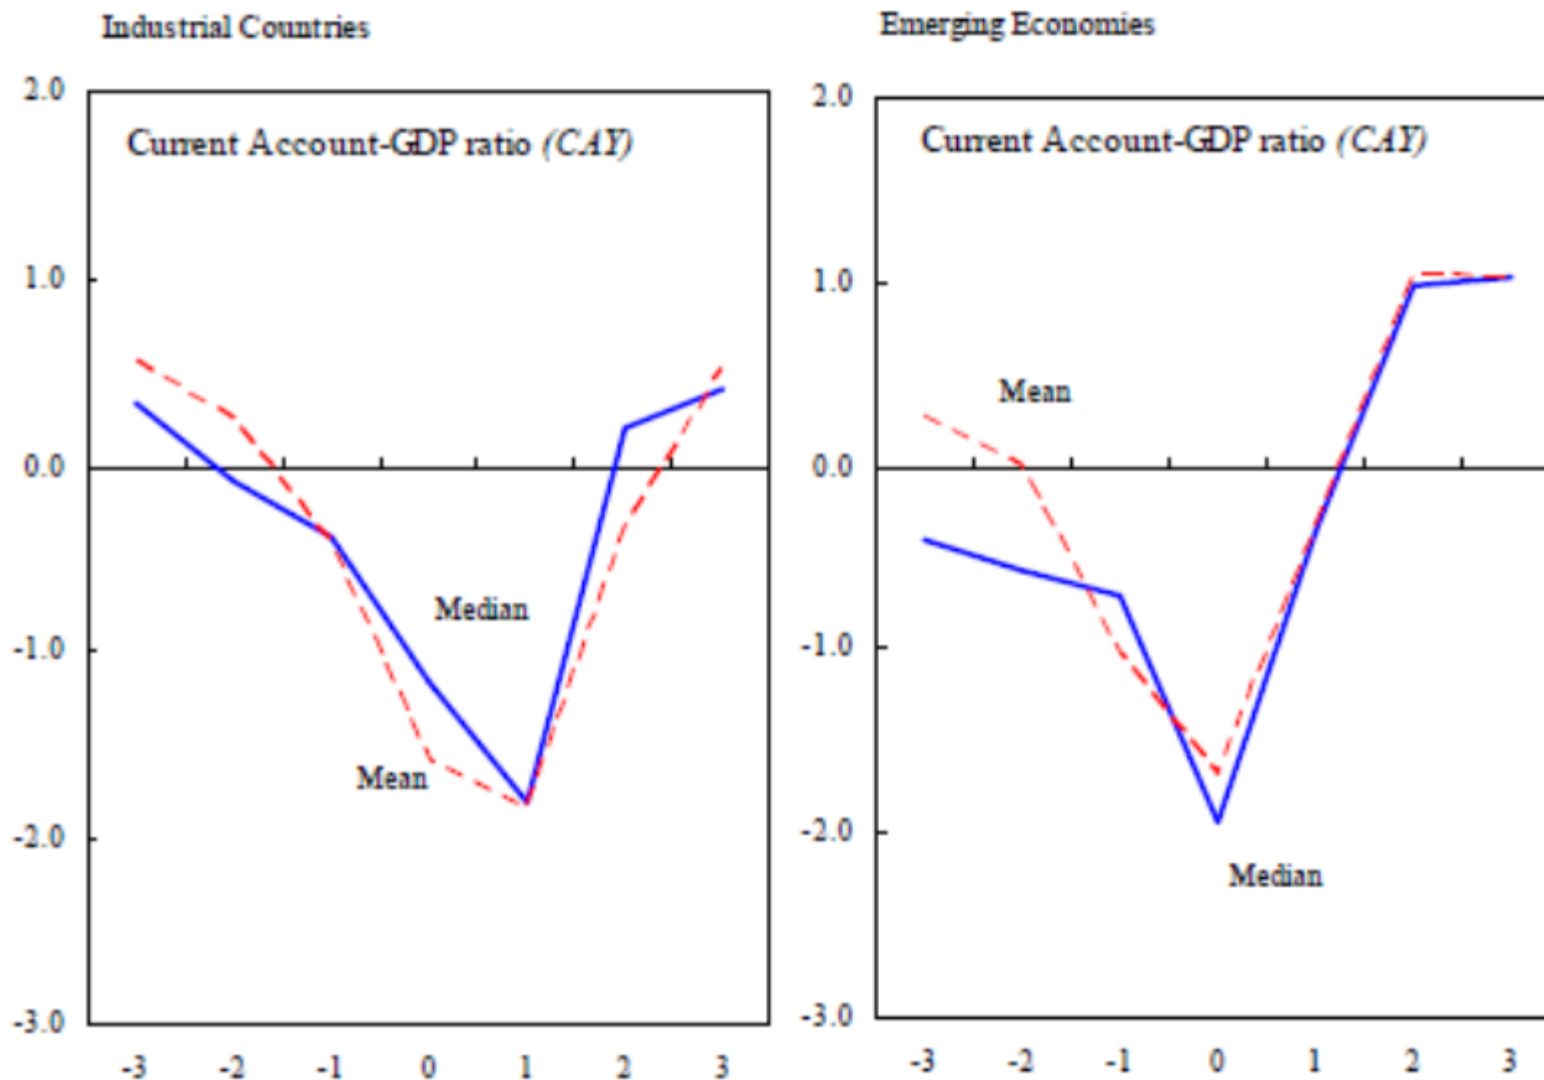 Industrial Countries
Current Account-GDP ratio (CAY)
2.0
1.0
0.0
-1.0
-2.0
-3.0
Median
Mean
-3 -2 -1 0 1 2 3
Emerging Economies
Current Account-GDP ratio (CAY)
2.0
1.0
0.0
-1.0
-2.0
-3.0
Mean
Median
-3 -2 -1 0 1 2 3